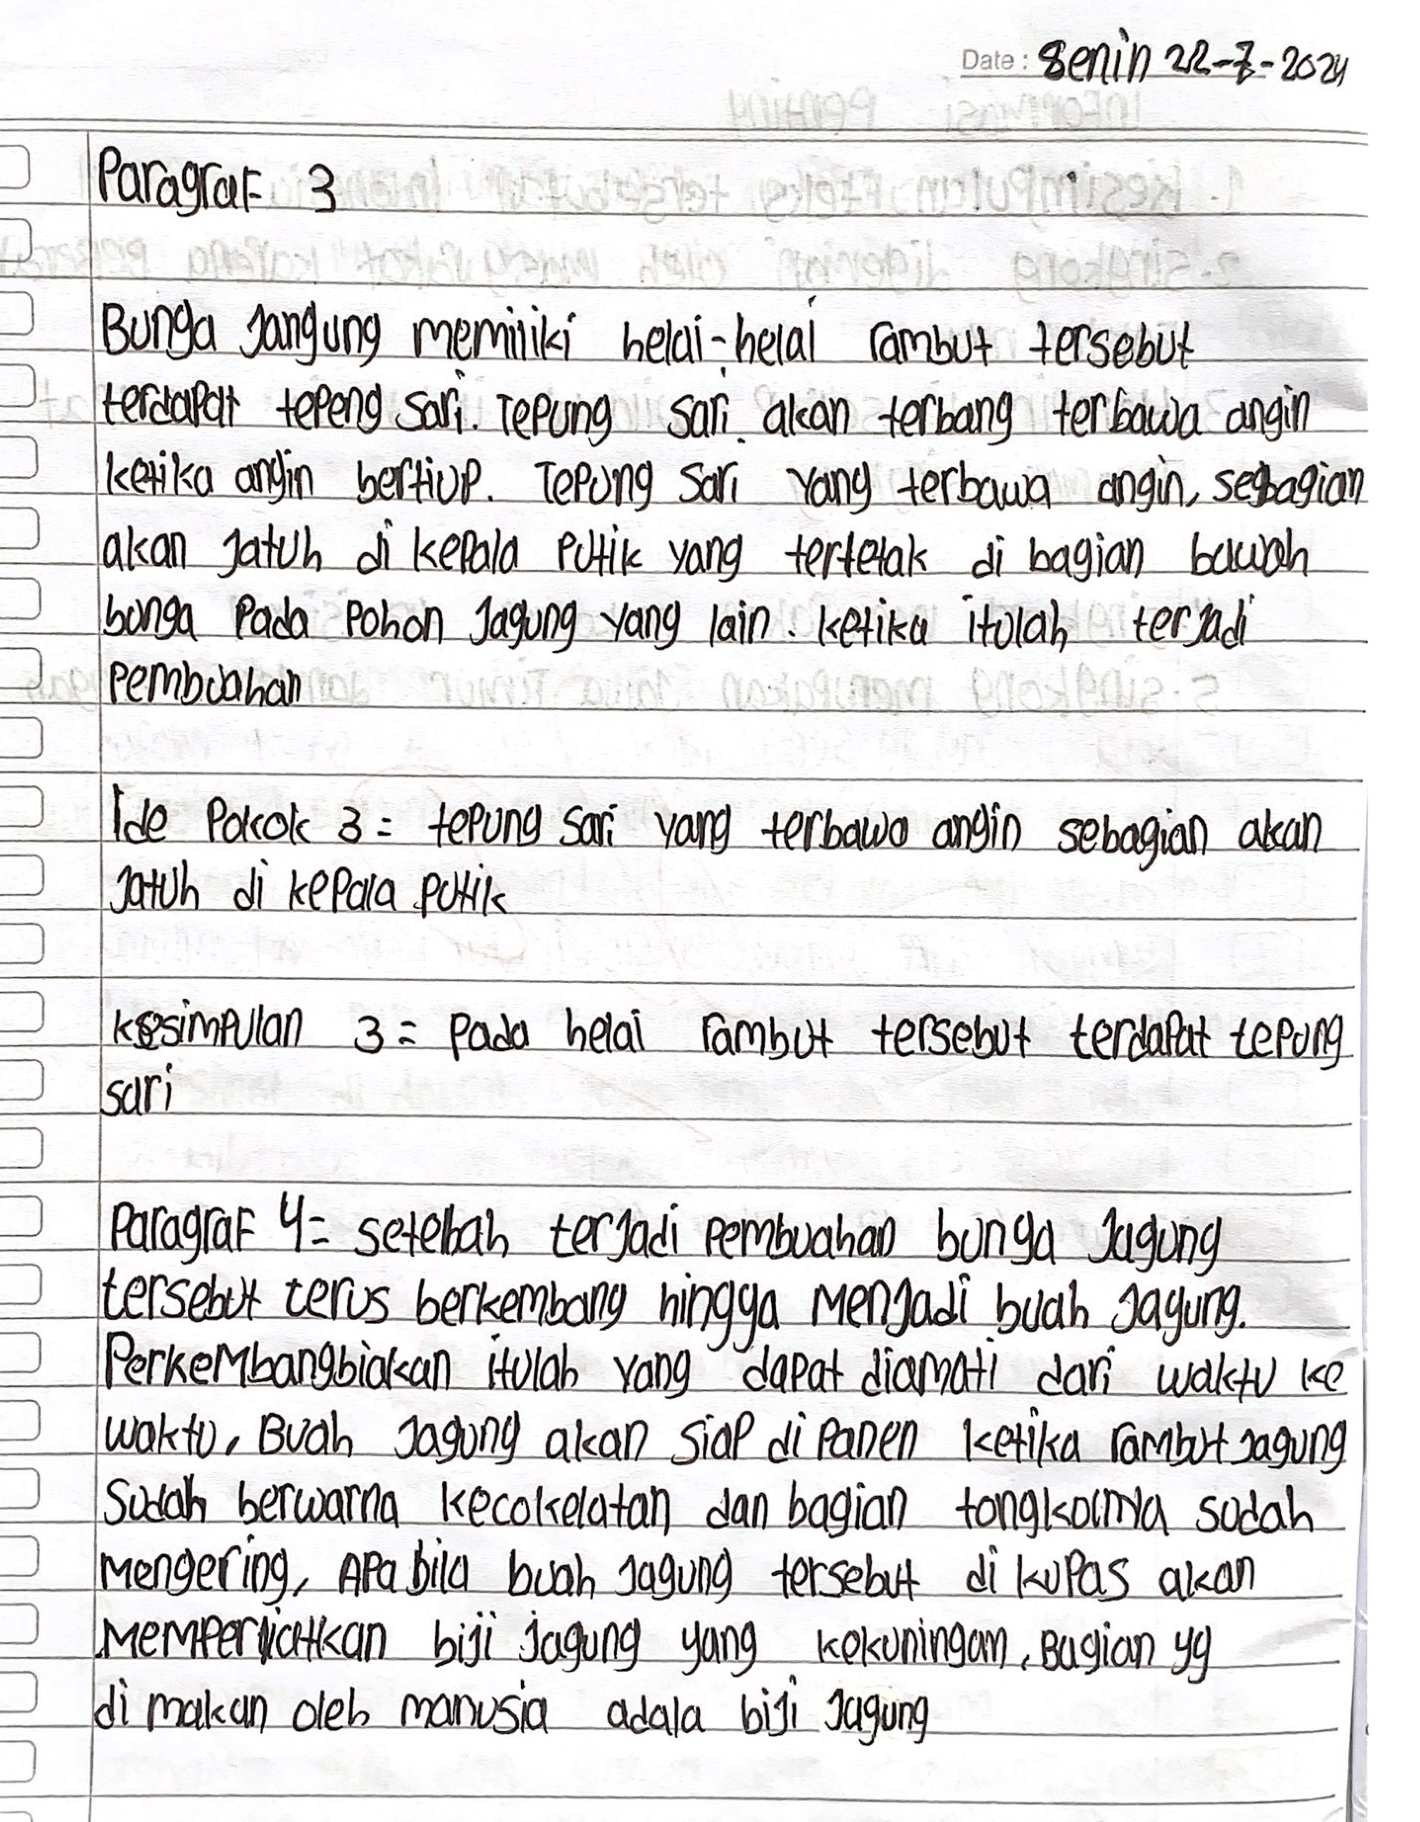 Date : Senin 22-7-2024
Paragraf 3
Bunga Jangung memiliki helai-helai rambut tersebut
terdapat tepeng sari. Tepung sari akan terbang terbawa angin
ketika angin bertiup. Tepung sari yang terbawa angin, sebagian
akan Jatuh di kepala putik yang tertetak di bagian bawah
bunga Pada Pohon Jagung yang lain. ketika itulah terjadi
Pembuahan
Ide Pokok 3 = tepung sari yang terbawa angin sebagian akan
Jatuh di kepala putik
kesimpulan 3 = Pada helai rambut tersebut terdapat tepung
sari
Paragraf 4 = setelah terjadi Pembuahan bunga Jagung
tersebut terus berkembang hingga Menjadi buah Jagung.
Perkembangbiakan itulah yang dapat diamati dari waktu ke
waktu, Buah Jagung akan siap di Panen ketika rambut Jagung
Sudah berwarna kecokelatan dan bagian tongkolnya sudah
Mengering, Apa bila buah Jagung tersebut di kupas akan
Memperlihatkan biji jagung yang kekuningan, Bagian yg
di makan oleh manusia adala biji Jagung